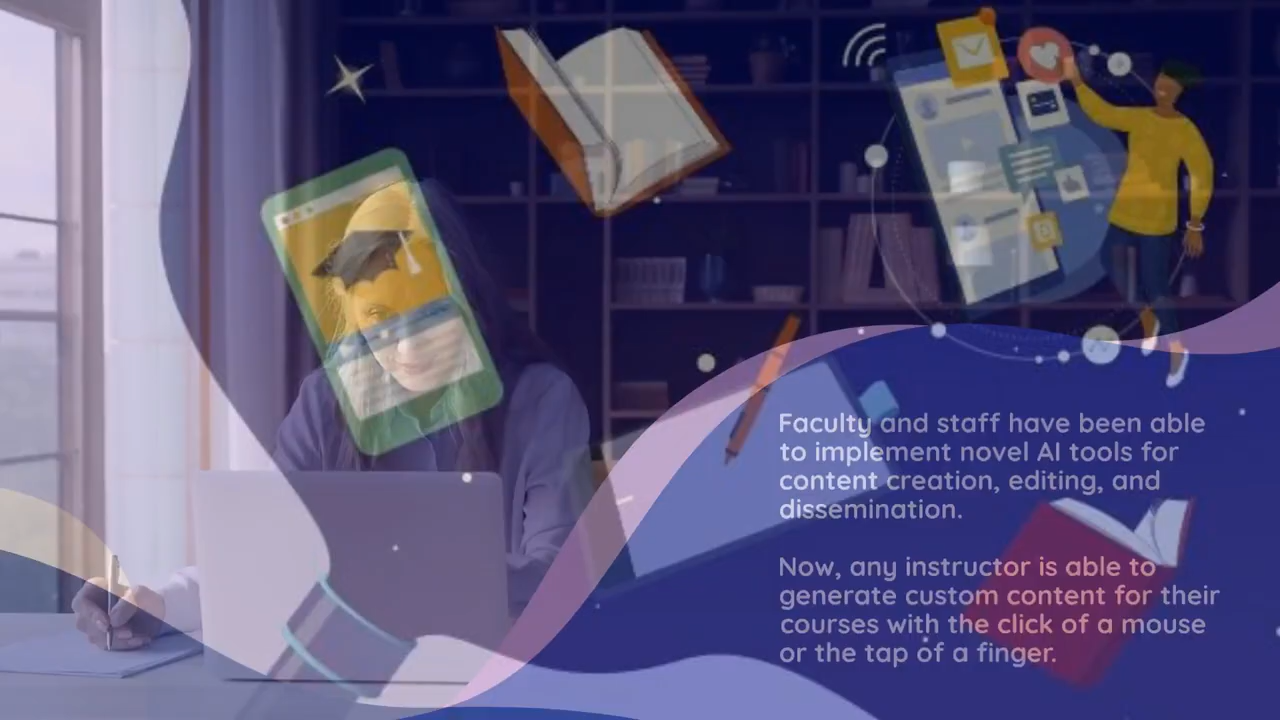 Faculty and staff have been able
to implement novel AI tools for
content creation, editing, and
dissemination.
Now, any instructor is able to
generate custom content for their
courses with the click of a mouse
or the tap of a finger.